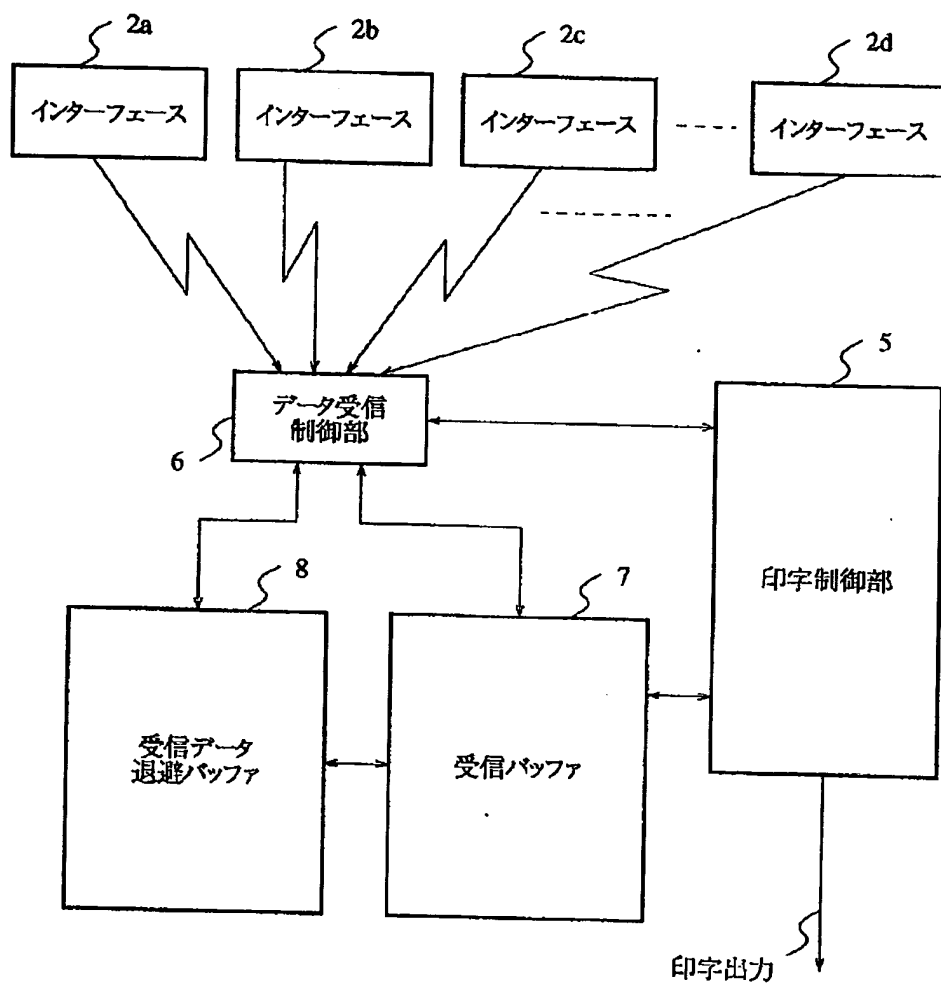 2a
2b
2c
2d
インターフェース
インターフェース
インターフェース
インターフェース
5
データ受信
制御部
6
印字制御部
8
7
受信データ
退避バッファ
受信バッファ
印字出力